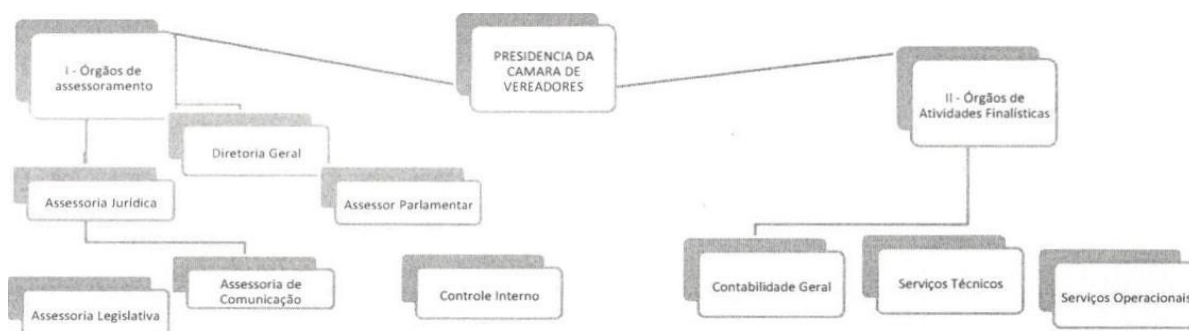 PRESIDENCIA DA
CAMARA DE
VEREADORES
I - Órgãos de
assessoramento
II - Órgãos de
Atividades Finalísticas
Diretoria Geral
Assessoria Jurídica
Assessor Parlamentar
Assessoria de
Comunicação
Controle Interno
Assessoria Legislativa
Contabilidade Geral
Serviços Técnicos
Serviços Operacionais